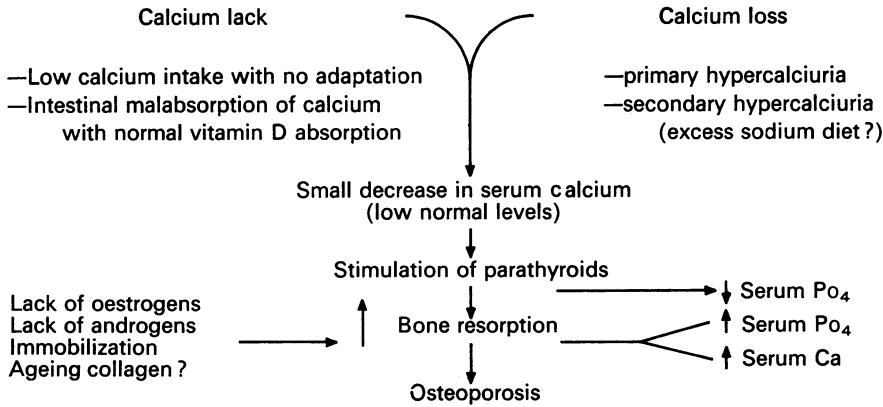 Calcium lack
Calcium loss
—Low calcium intake with no adaptation
—Intestinal malabsorption of calcium
with normal vitamin D absorption
—primary hypercalciuria
—secondary hypercalciuria
(excess sodium diet?)
Small decrease in serum calcium
(low normal levels)
Stimulation of parathyroids
↓ Serum Po₄
Lack of oestrogens
Lack of androgens
Immobilization
Ageing collagen?
↑ Bone resorption
↑ Serum Po₄
↑ Serum Ca
Osteoporosis